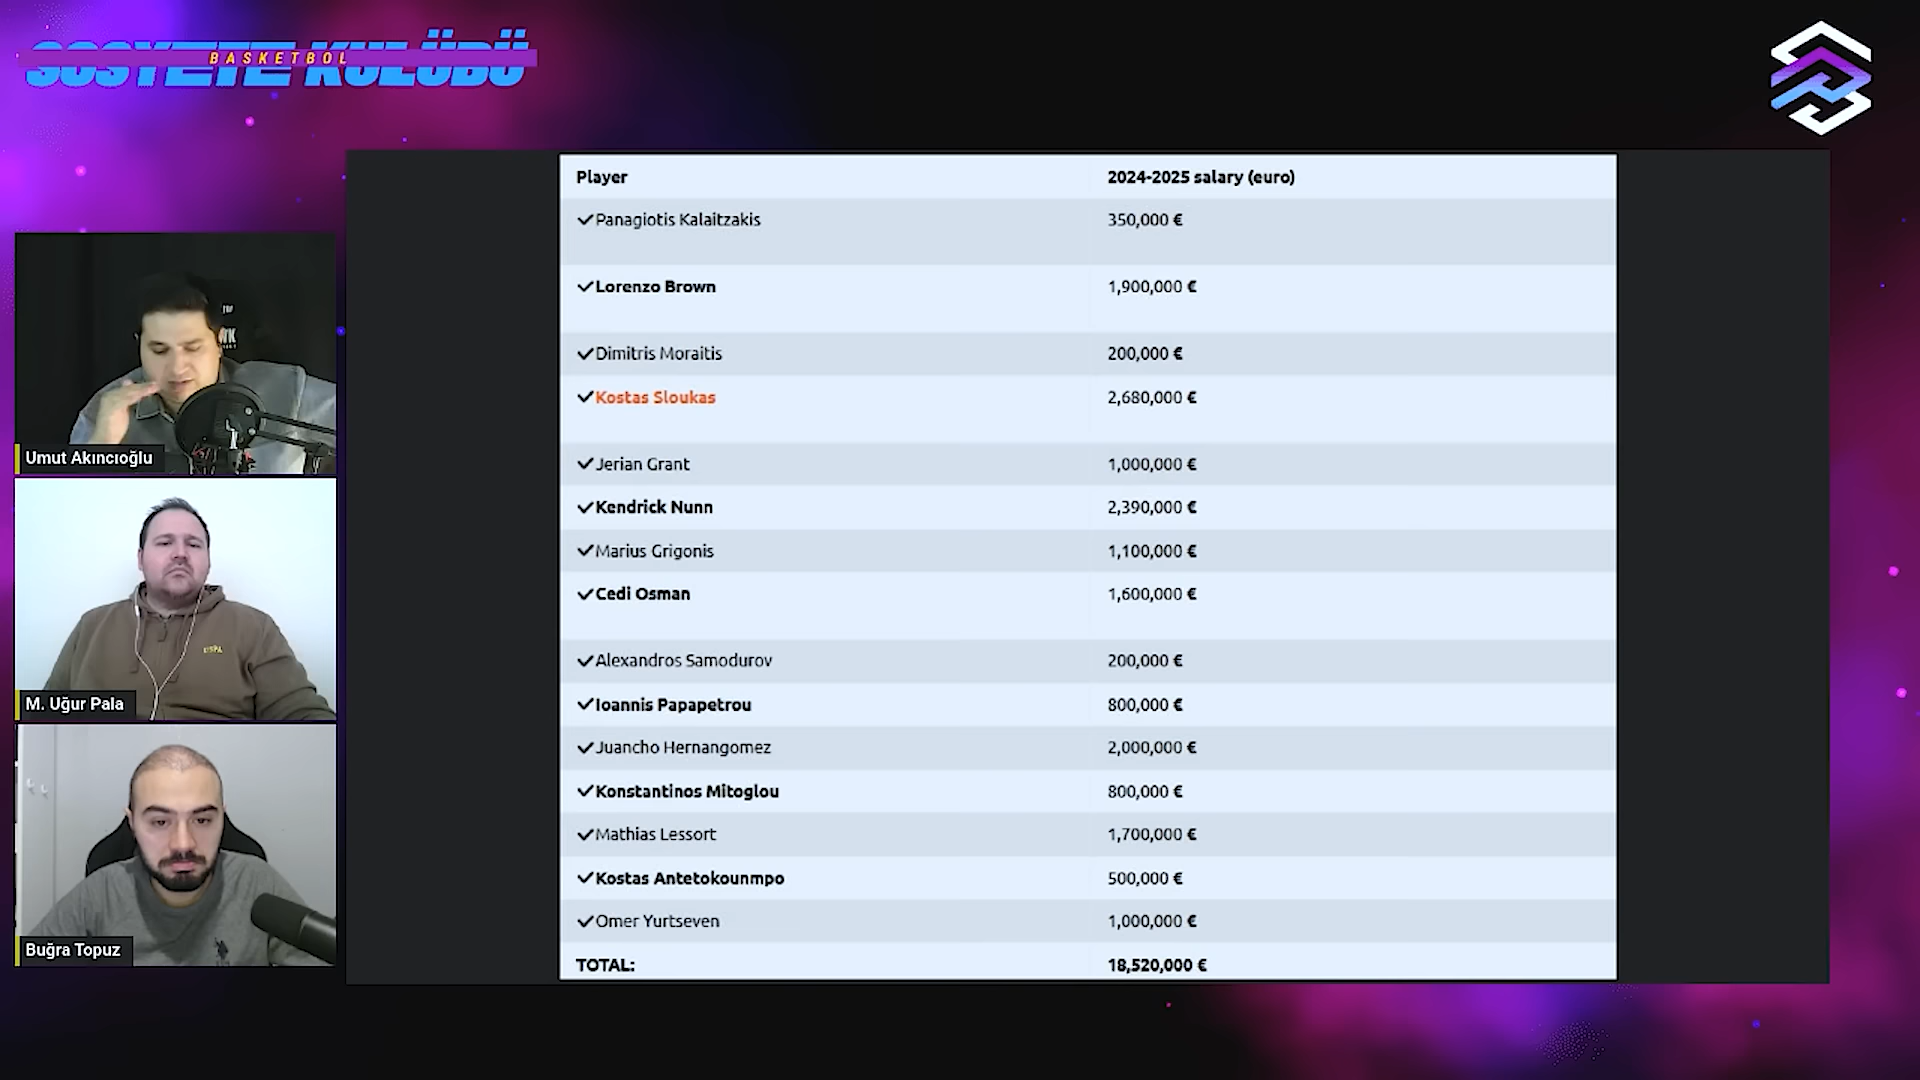 SOSYETE KULÜBÜ
BASKETBOL
Player 2024-2025 salary (euro)
Panagiotis Kalaitzakis 350,000 €
Lorenzo Brown 1,900,000 €
Dimitris Moraitis 200,000 €
Kostas Sloukas 2,680,000 €
Jerian Grant 1,000,000 €
Kendrick Nunn 2,390,000 €
Marius Grigonis 1,100,000 €
Cedi Osman 1,600,000 €
Alexandros Samodurov 200,000 €
Ioannis Papapetrou 800,000 €
Juancho Hernangomez 2,000,000 €
Konstantinos Mitoglou 800,000 €
Mathias Lessort 1,700,000 €
Kostas Antetokounmpo 500,000 €
Omer Yurtseven 1,000,000 €
TOTAL: 18,520,000 €
Umut Akıncıoğlu
M. Uğur Pala
Buğra Topuz